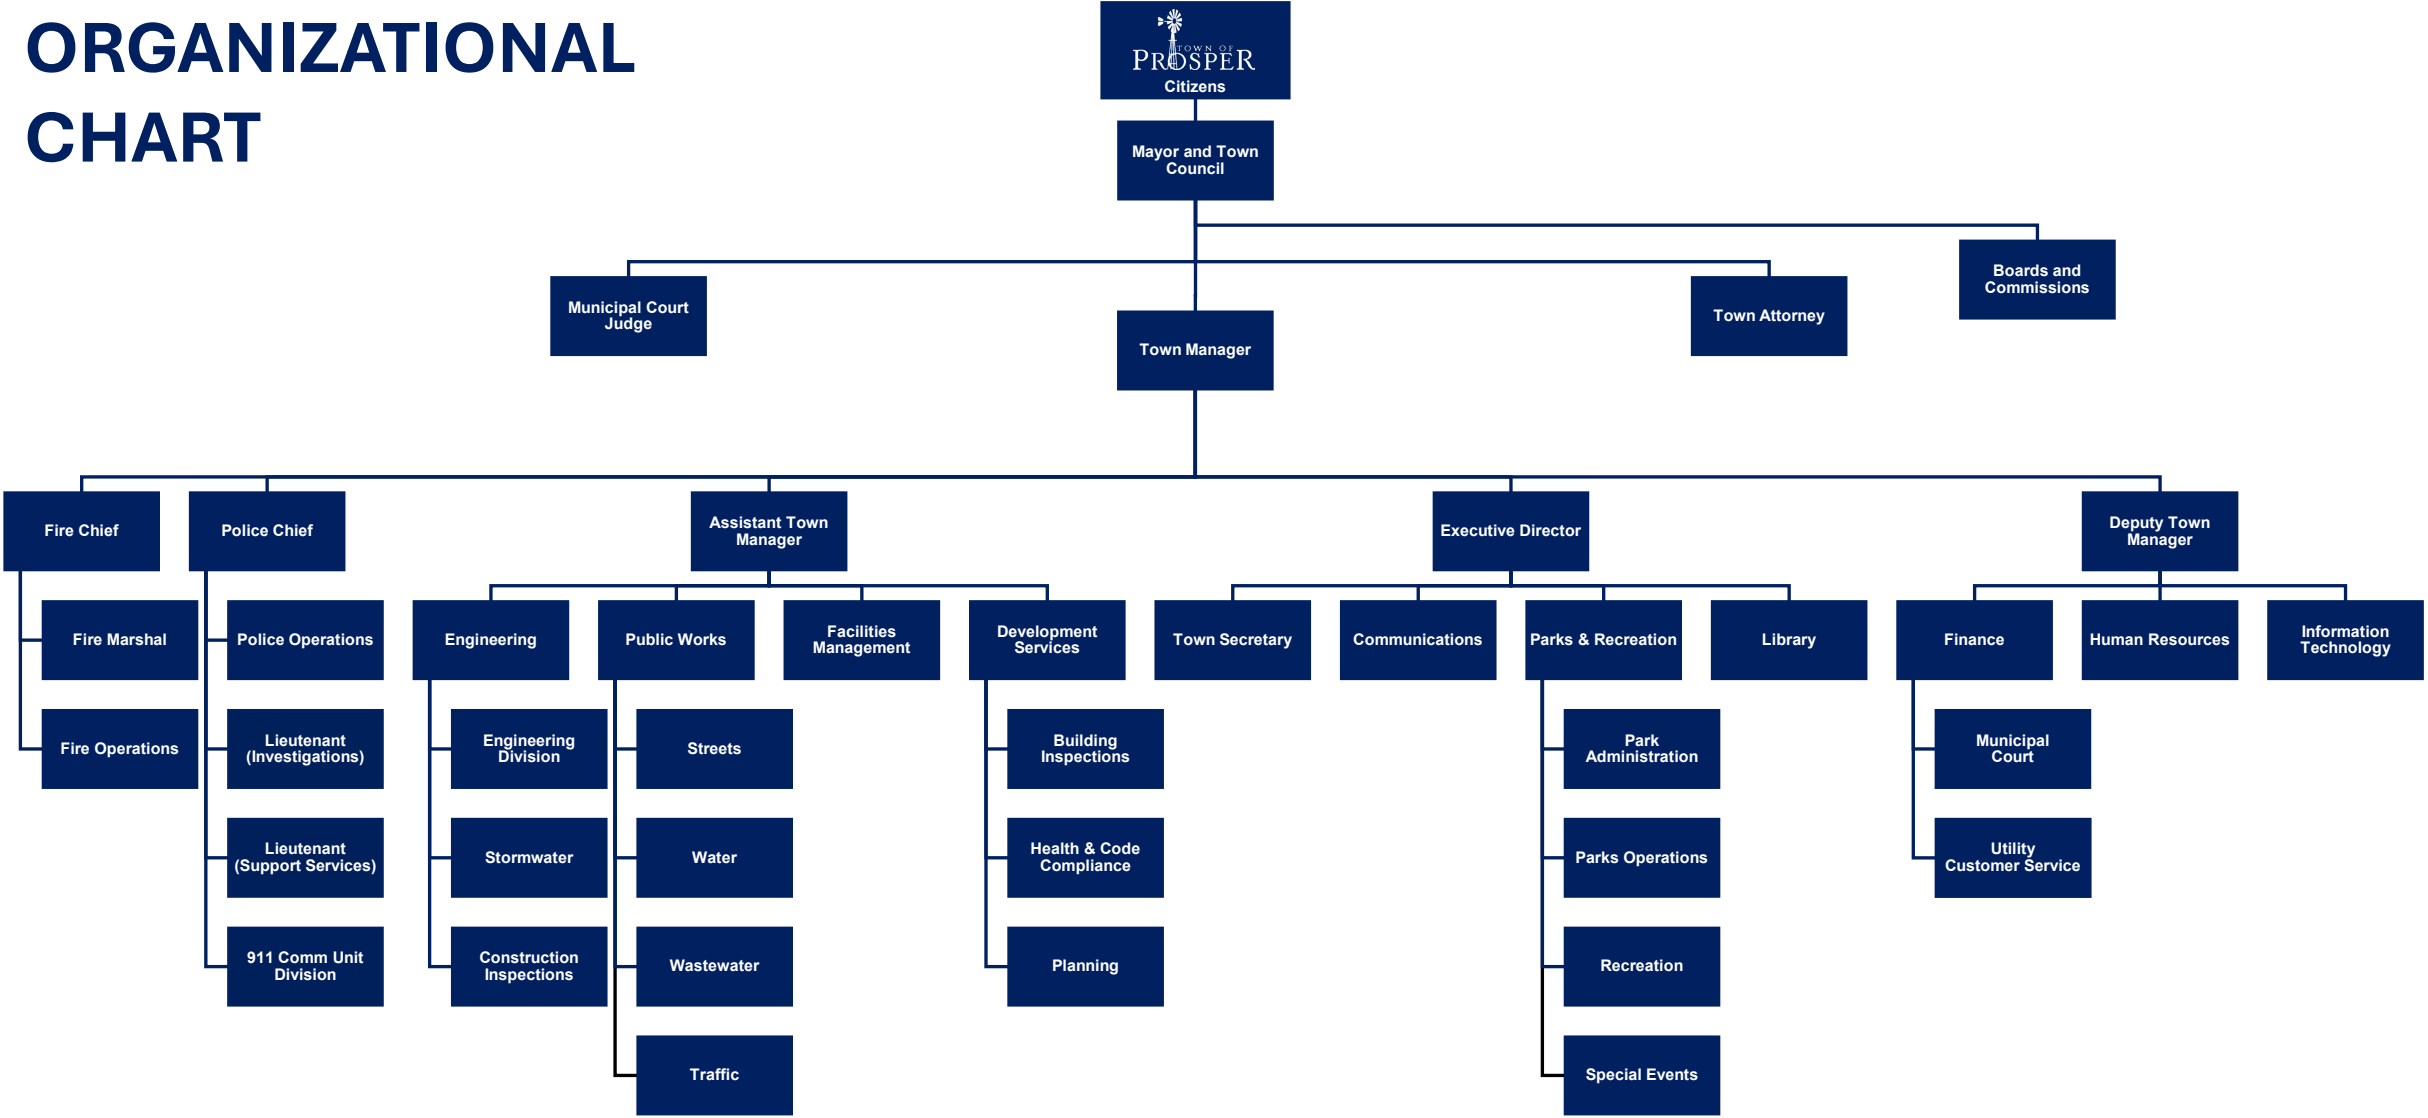 ORGANIZATIONAL
CHART
TOWN OF
PROSPER
Citizens
Mayor and Town
Council
Boards and
Commissions
Municipal Court
Judge
Town Attorney
Town Manager
Fire Chief
Police Chief
Assistant Town
Manager
Executive Director
Deputy Town
Manager
Fire Marshal
Police Operations
Engineering
Public Works
Facilities
Management
Development
Services
Town Secretary
Communications
Parks & Recreation
Library
Finance
Human Resources
Information
Technology
Fire Operations
Lieutenant
(Investigations)
Engineering
Division
Streets
Building
Inspections
Park
Administration
Municipal
Court
Lieutenant
(Support Services)
Stormwater
Water
Health & Code
Compliance
Parks Operations
Utility
Customer Service
911 Comm Unit
Division
Construction
Inspections
Wastewater
Planning
Recreation
Traffic
Special Events